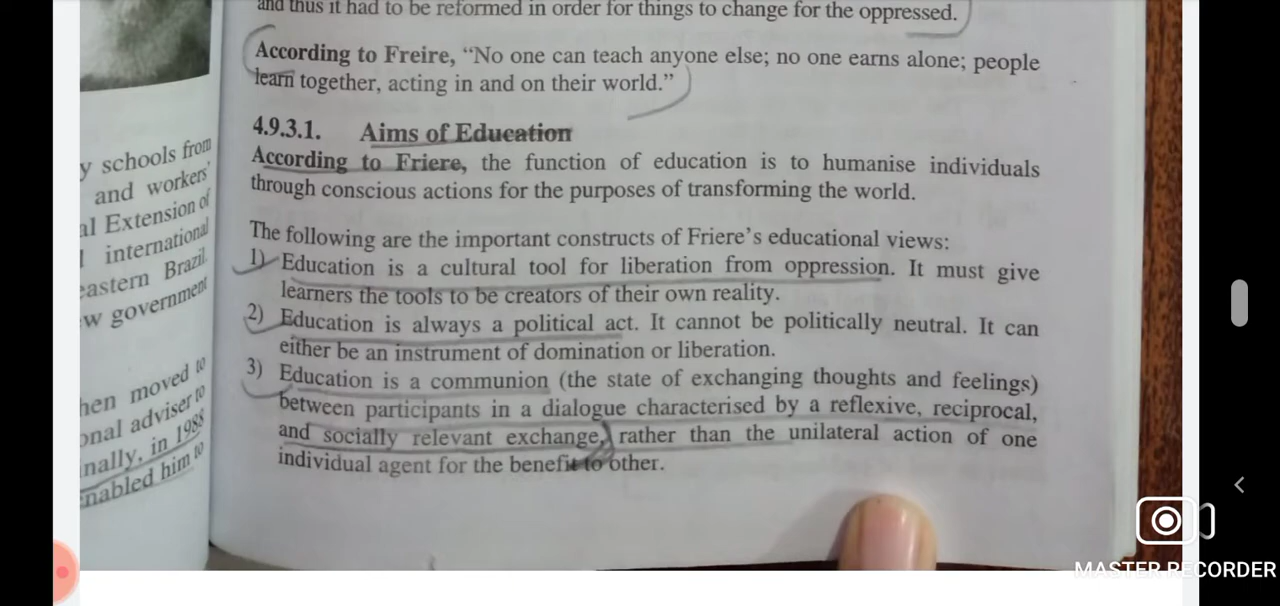 and thus it had to be reformed in order for things to change for the oppressed.
According to Freire, “No one can teach anyone else; no one earns alone; people
learn together, acting in and on their world.”
4.9.3.1. Aims of Education
According to Friere, the function of education is to humanise individuals
through conscious actions for the purposes of transforming the world.
The following are the important constructs of Friere’s educational views:
1) Education is a cultural tool for liberation from oppression. It must give
learners the tools to be creators of their own reality.
2) Education is always a political act. It cannot be politically neutral. It can
either be an instrument of domination or liberation.
3) Education is a communion (the state of exchanging thoughts and feelings)
between participants in a dialogue characterised by a reflexive, reciprocal,
and socially relevant exchange, rather than the unilateral action of one
individual agent for the benefit to other.
y schools from
and workers’
al Extension of
international
eastern Brazil.
w government
hen moved to
onal adviser to
nally, in 1988
enabled him to
MASTER RECORDER